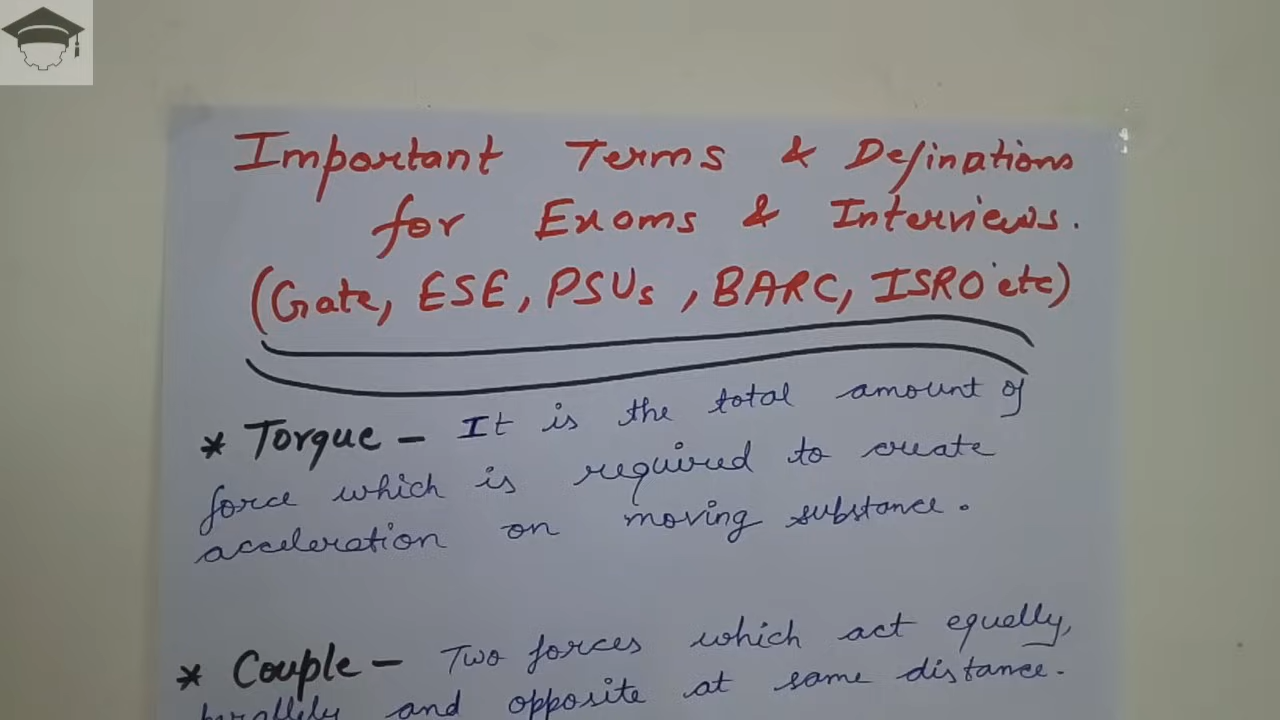 Important Terms & Definations
for Exams & Interviews.
(Gate, ESE, PSUs, BARC, ISRO etc)
* Torque - It is the total amount of
force which is required to create
acceleration on moving substance.
* Couple - Two forces which act equally,
parallily and opposite at same distance.